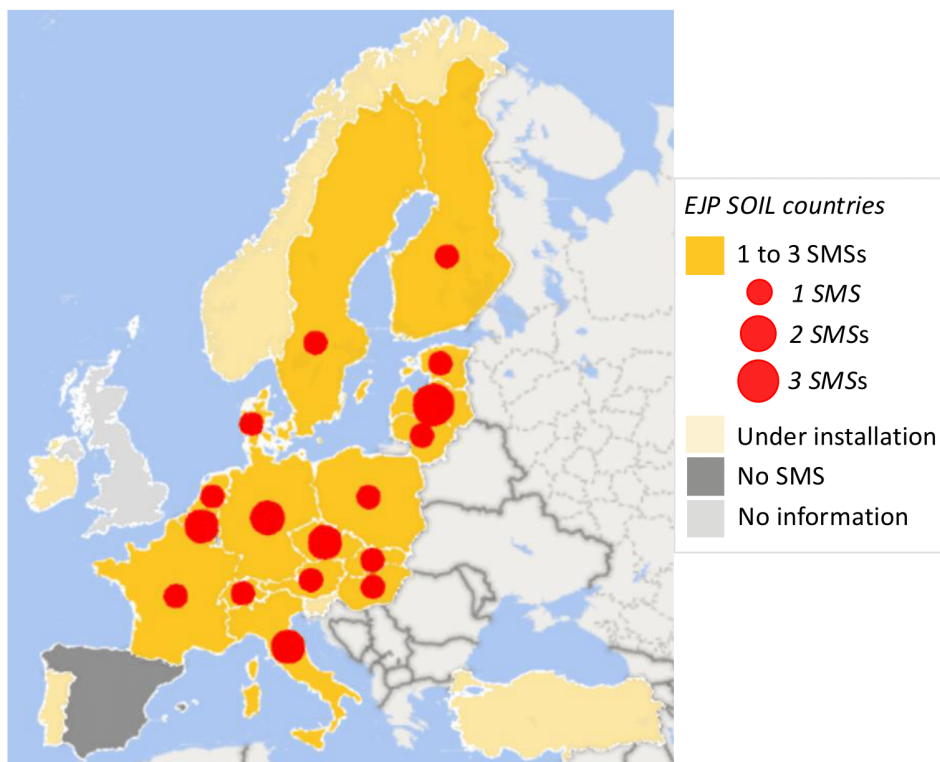 EJP SOIL countries
1 to 3 SMSs
1 SMS
2 SMSs
3 SMSs
Under installation
No SMS
No information